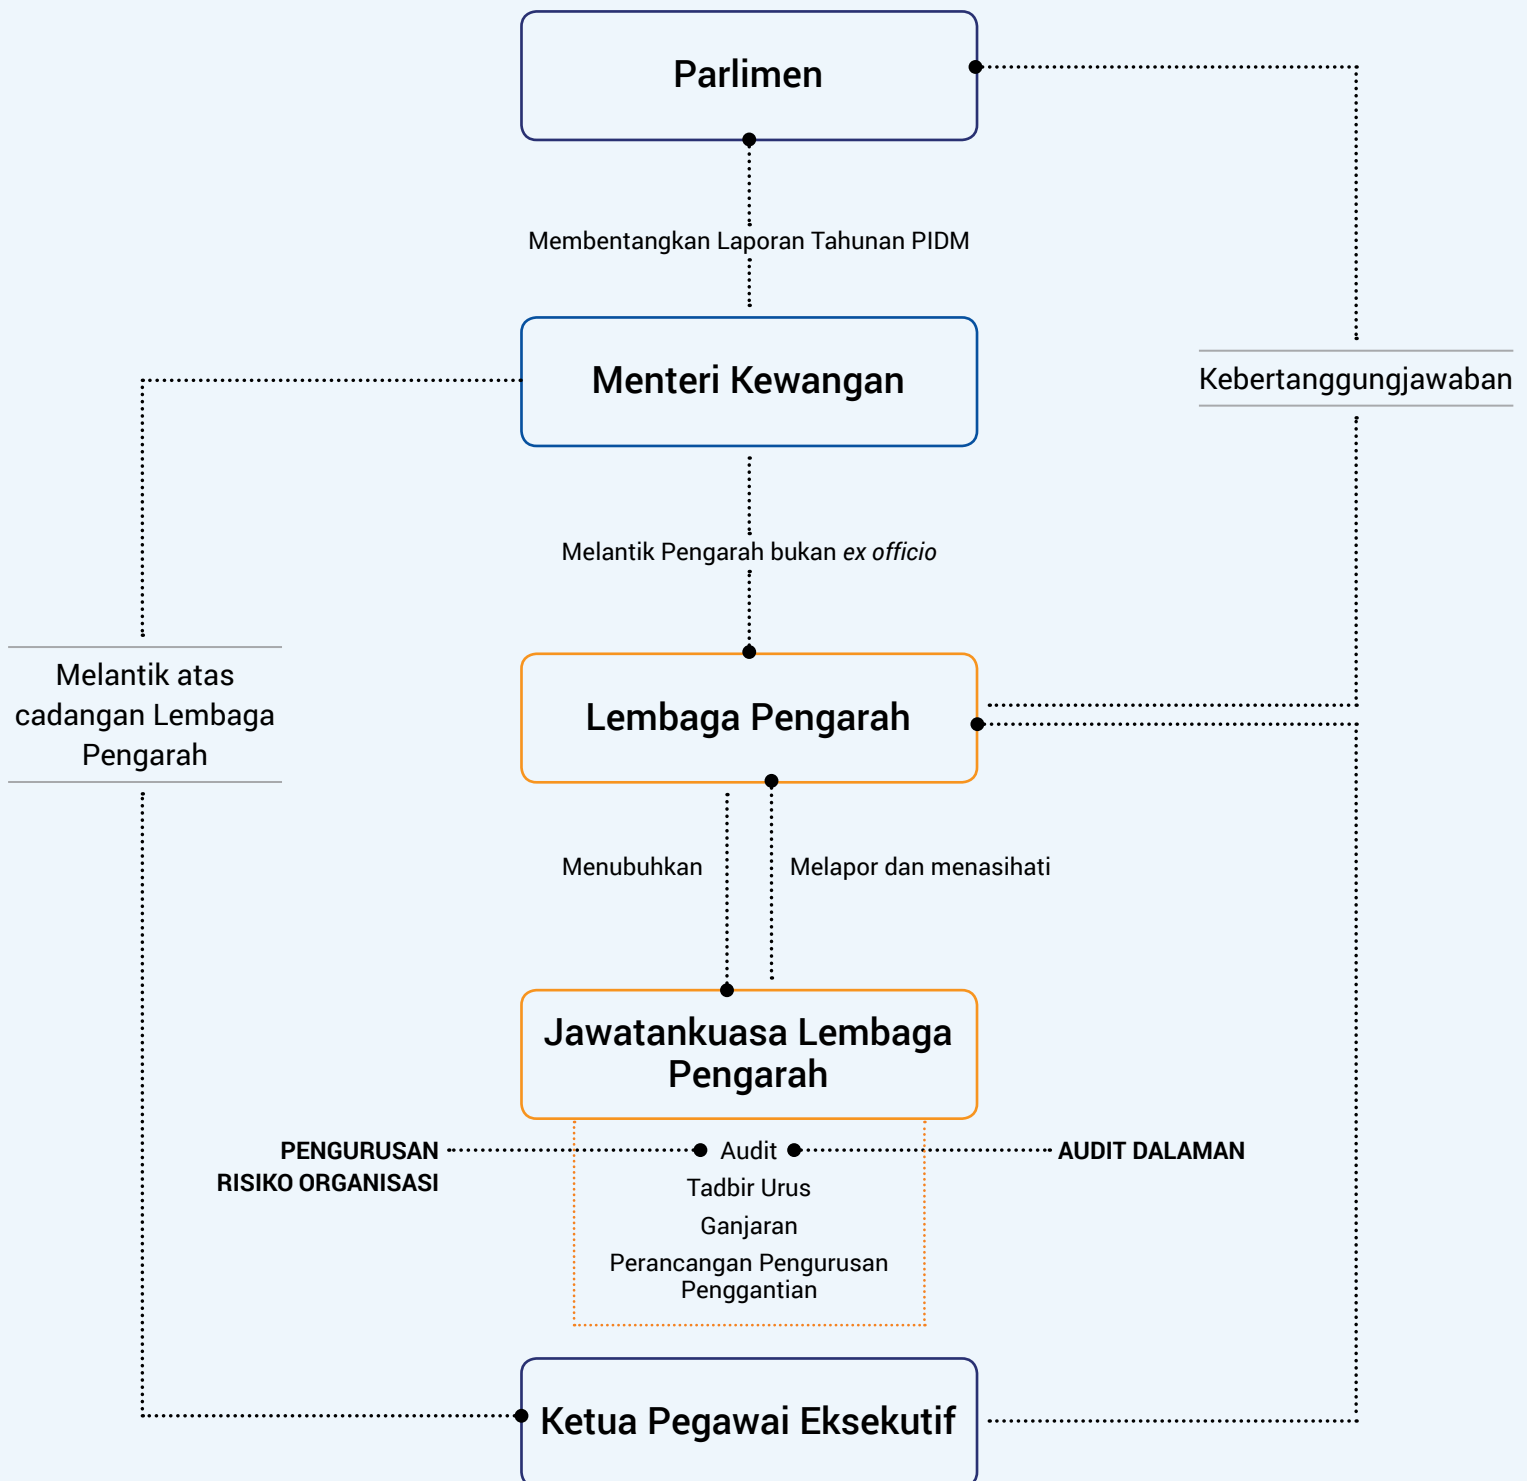 Parlimen
Membentangkan Laporan Tahunan PIDM
Menteri Kewangan
Kebertanggungjawaban
Melantik Pengarah bukan ex officio
Melantik atas
cadangan Lembaga
Pengarah
Lembaga Pengarah
Menubuhkan
Melapor dan menasihati
Jawatankuasa Lembaga
Pengarah
PENGURUSAN
RISIKO ORGANISASI
Audit
AUDIT DALAMAN
Tadbir Urus
Ganjaran
Perancangan Pengurusan
Penggantian
Ketua Pegawai Eksekutif